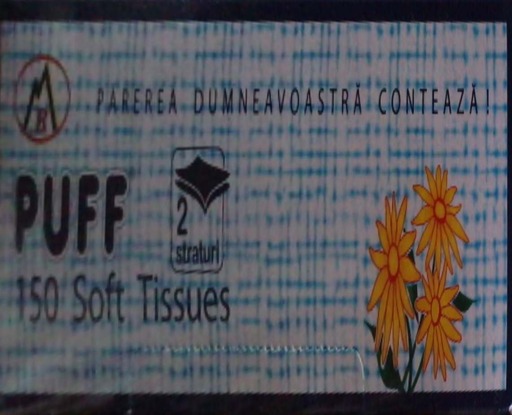 PAREREA DUMNEAVOASTRĂ CONTEAZĂ!
PUFF
2
straturi
150 Soft Tissues